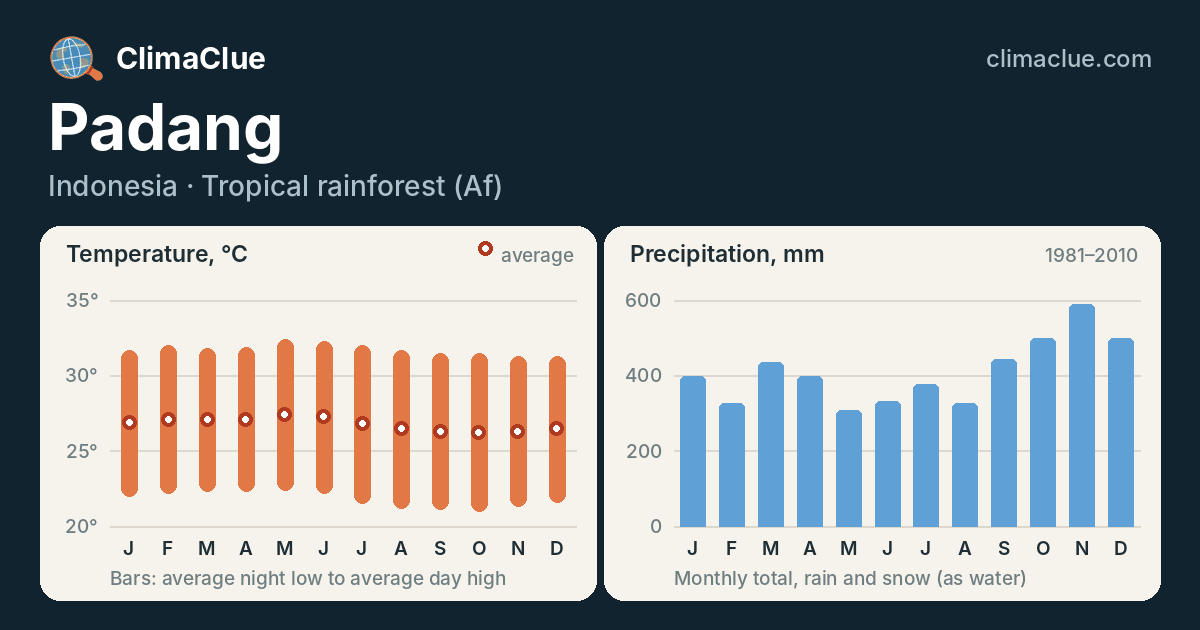 ClimaClue
climaclue.com
Padang
Indonesia · Tropical rainforest (Af)
Temperature, °C
average
35°
30°
25°
20°
J F M A M J J A S O N D
Bars: average night low to average day high
Precipitation, mm
1981–2010
600
400
200
0
J F M A M J J A S O N D
Monthly total, rain and snow (as water)